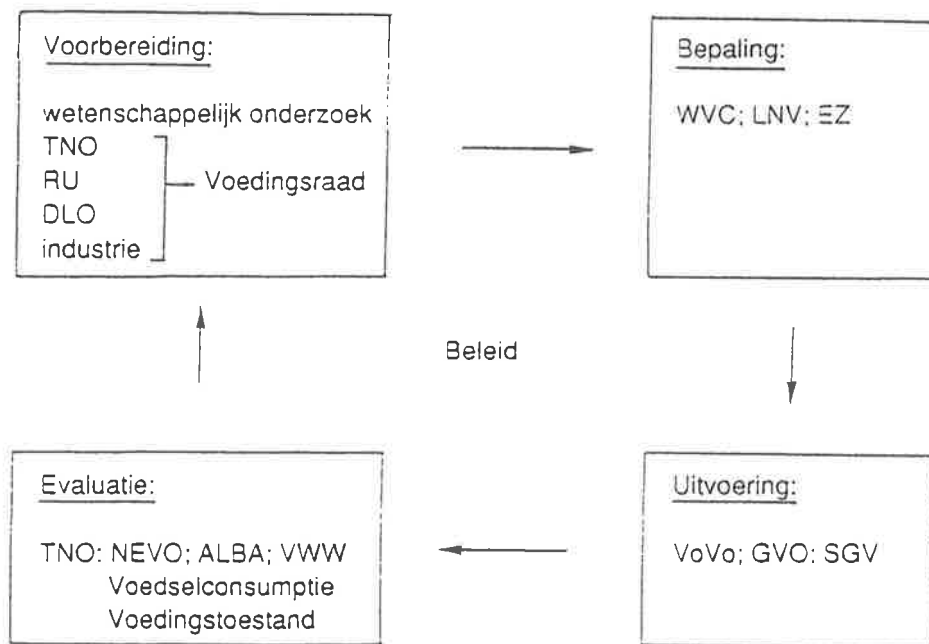 Voorbereiding:
wetenschappelijk onderzoek
TNO
RU
DLO
industrie
Voedingsraad
Bepaling:
WVC; LNV; EZ
Beleid
Evaluatie:
TNO: NEVO; ALBA; VWW
Voedselconsumptie
Voedingstoestand
Uitvoering:
VoVo; GVO; SGV